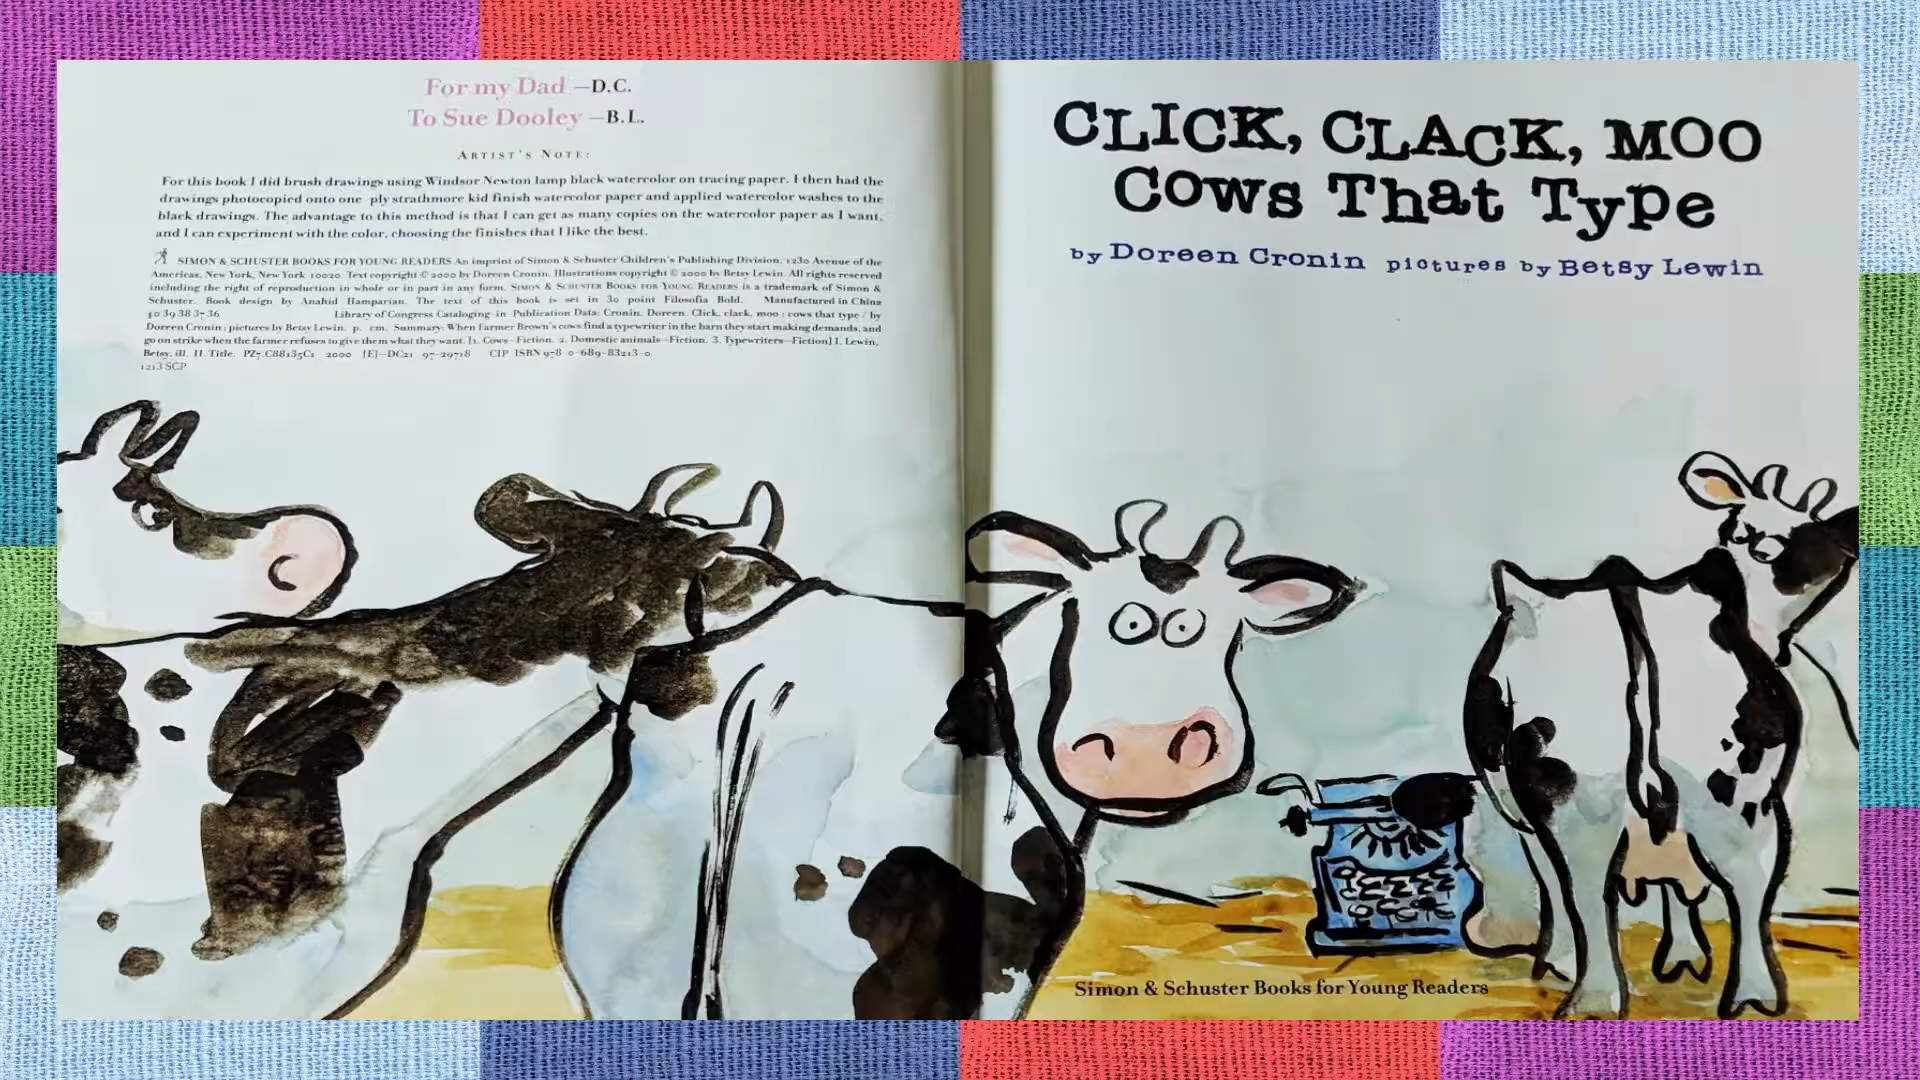 For my Dad —D.C.
To Sue Dooley —B.L.
ARTIST'S NOTE:
For this book I did brush drawings using Windsor Newton lamp black watercolor on tracing paper. I then had the
drawings photocopied onto one ply strathmore kid finish watercolor paper and applied watercolor washes to the
black drawings. The advantage to this method is that I can get as many copies on the watercolor paper as I want,
and I can experiment with the color, choosing the finishes that I like the best.
SIMON & SCHUSTER BOOKS FOR YOUNG READERS An imprint of Simon & Schuster Children's Publishing Division, 1230 Avenue of the
Americas, New York, New York 10020. Text copyright © 2000 by Doreen Cronin. Illustrations copyright © 2000 by Betsy Lewin. All rights reserved
including the right of reproduction in whole or in part in any form. SIMON & SCHUSTER BOOKS FOR YOUNG READERS is a trademark of Simon &
Schuster. Book design by Anahid Hamparian. The text of this book is set in 30 point Filosofia Bold. Manufactured in China
40 39 38 37 36 Library of Congress Cataloging-in-Publication Data: Cronin, Doreen. Click, clack, moo : cows that type / by
Doreen Cronin ; pictures by Betsy Lewin. p. cm. Summary: When Farmer Brown's cows find a typewriter in the barn they start making demands, and
go on strike when the farmer refuses to give them what they want. [1. Cows—Fiction. 2. Domestic animals—Fiction. 3. Typewriters—Fiction] I. Lewin,
Betsy, ill. II. Title. PZ7.C88135Cl 2000 [E]—DC21 97-29718 CIP ISBN 978-0-689-83213-0
1213 SCP
CLICK, CLACK, MOO
COWS THAT TYPE
by Doreen Cronin pictures by Betsy Lewin
Simon & Schuster Books for Young Readers